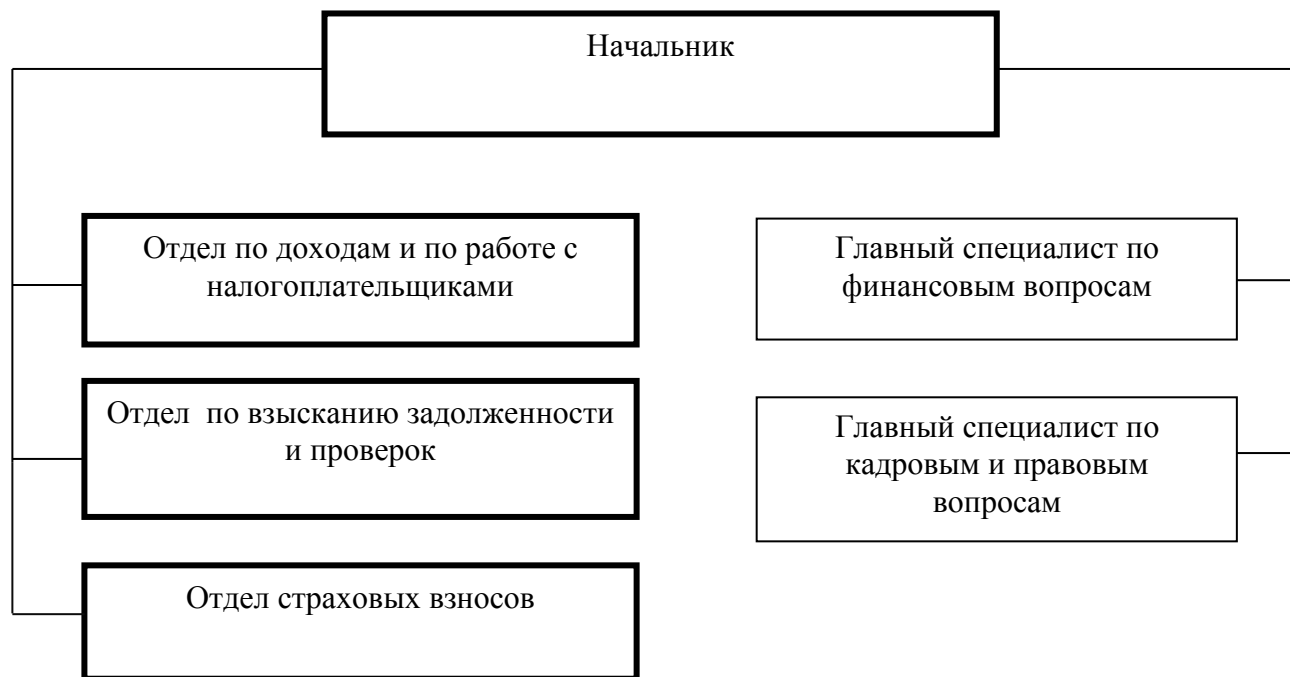 Начальник
Отдел по доходам и по работе с
налогоплательщиками
Отдел по взысканию задолженности
и проверок
Отдел страховых взносов
Главный специалист по
финансовым вопросам
Главный специалист по
кадровым и правовым
вопросам